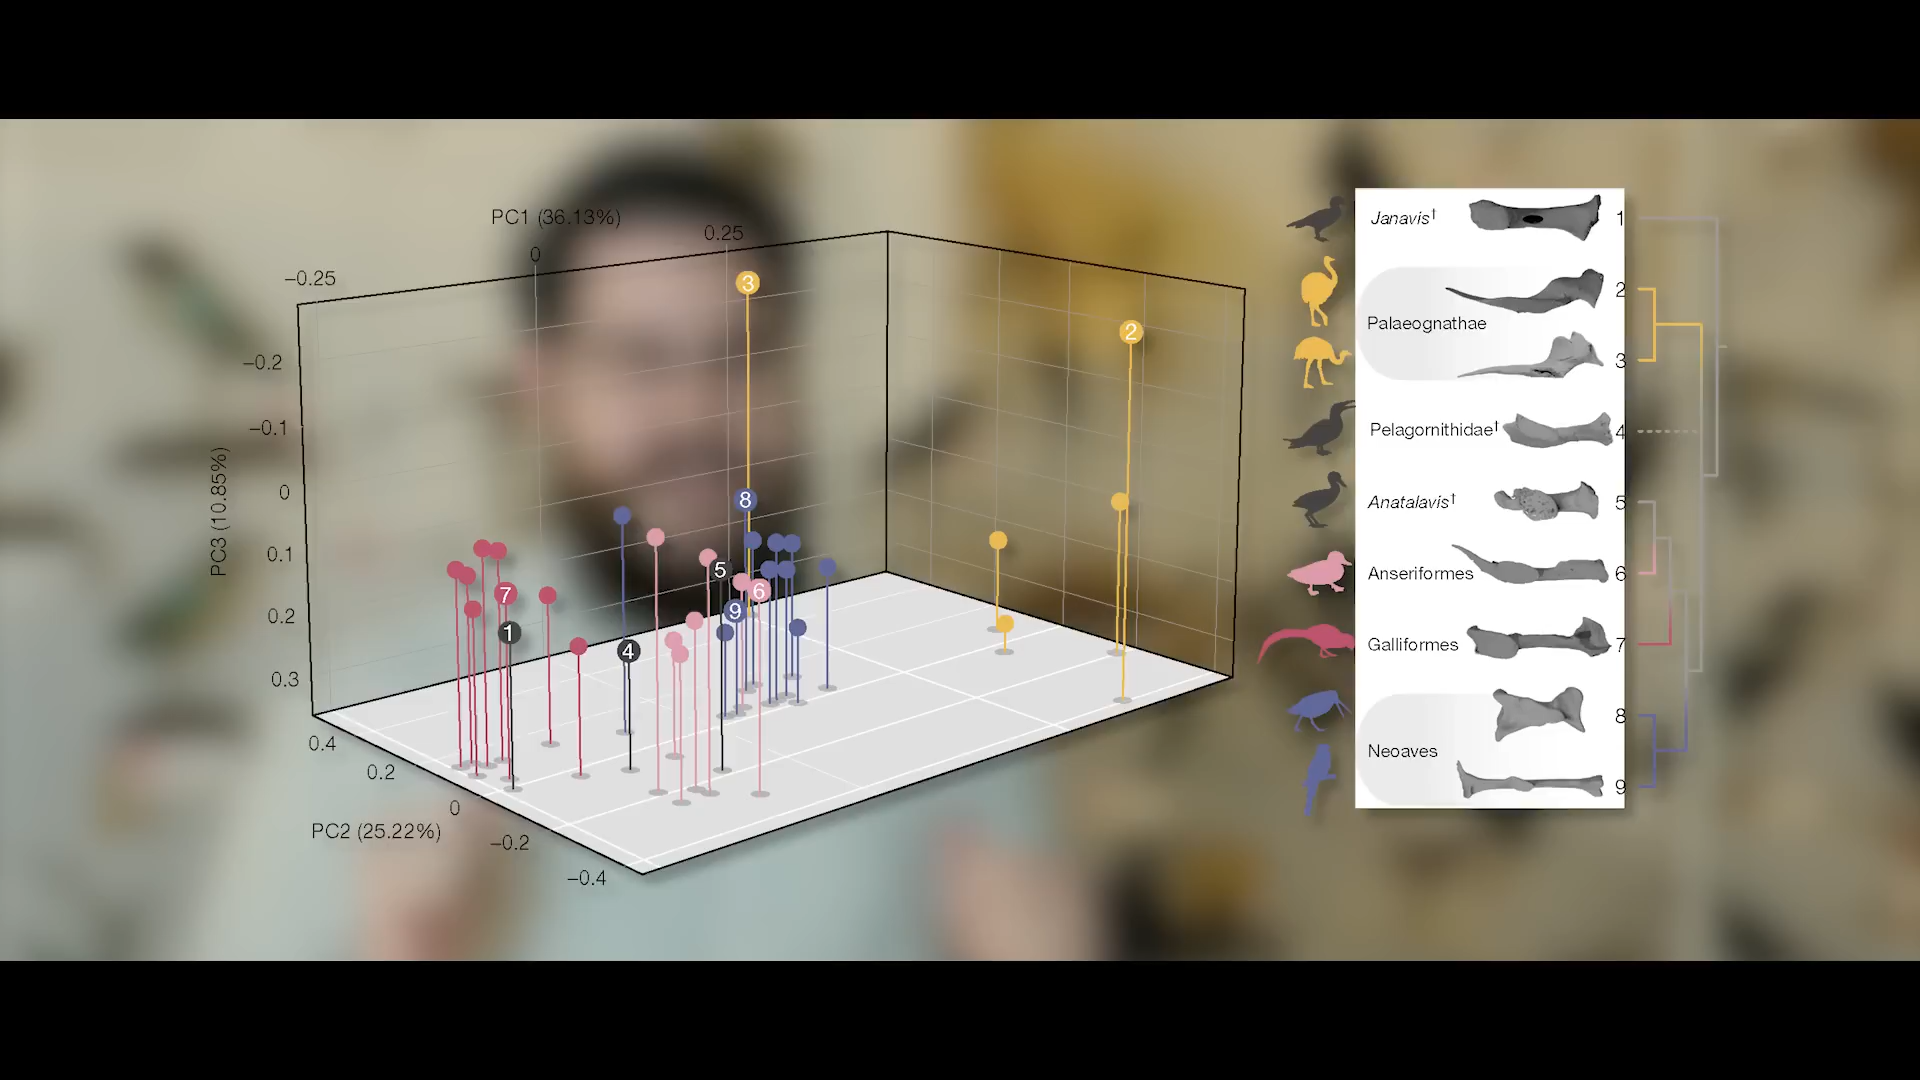 PC1 (36.13%)
−0.25
0
0.25
PC3 (10.85%)
−0.2
−0.1
0
0.1
0.2
0.3
PC2 (25.22%)
0.4
0.2
0
−0.2
−0.4
3
2
8
5
6
7
9
1
4
Janavis† 1
2
Palaeognathae
3
Pelagornithidae† 4
Anatalavis† 5
Anseriformes 6
Galliformes 7
8
Neoaves
9